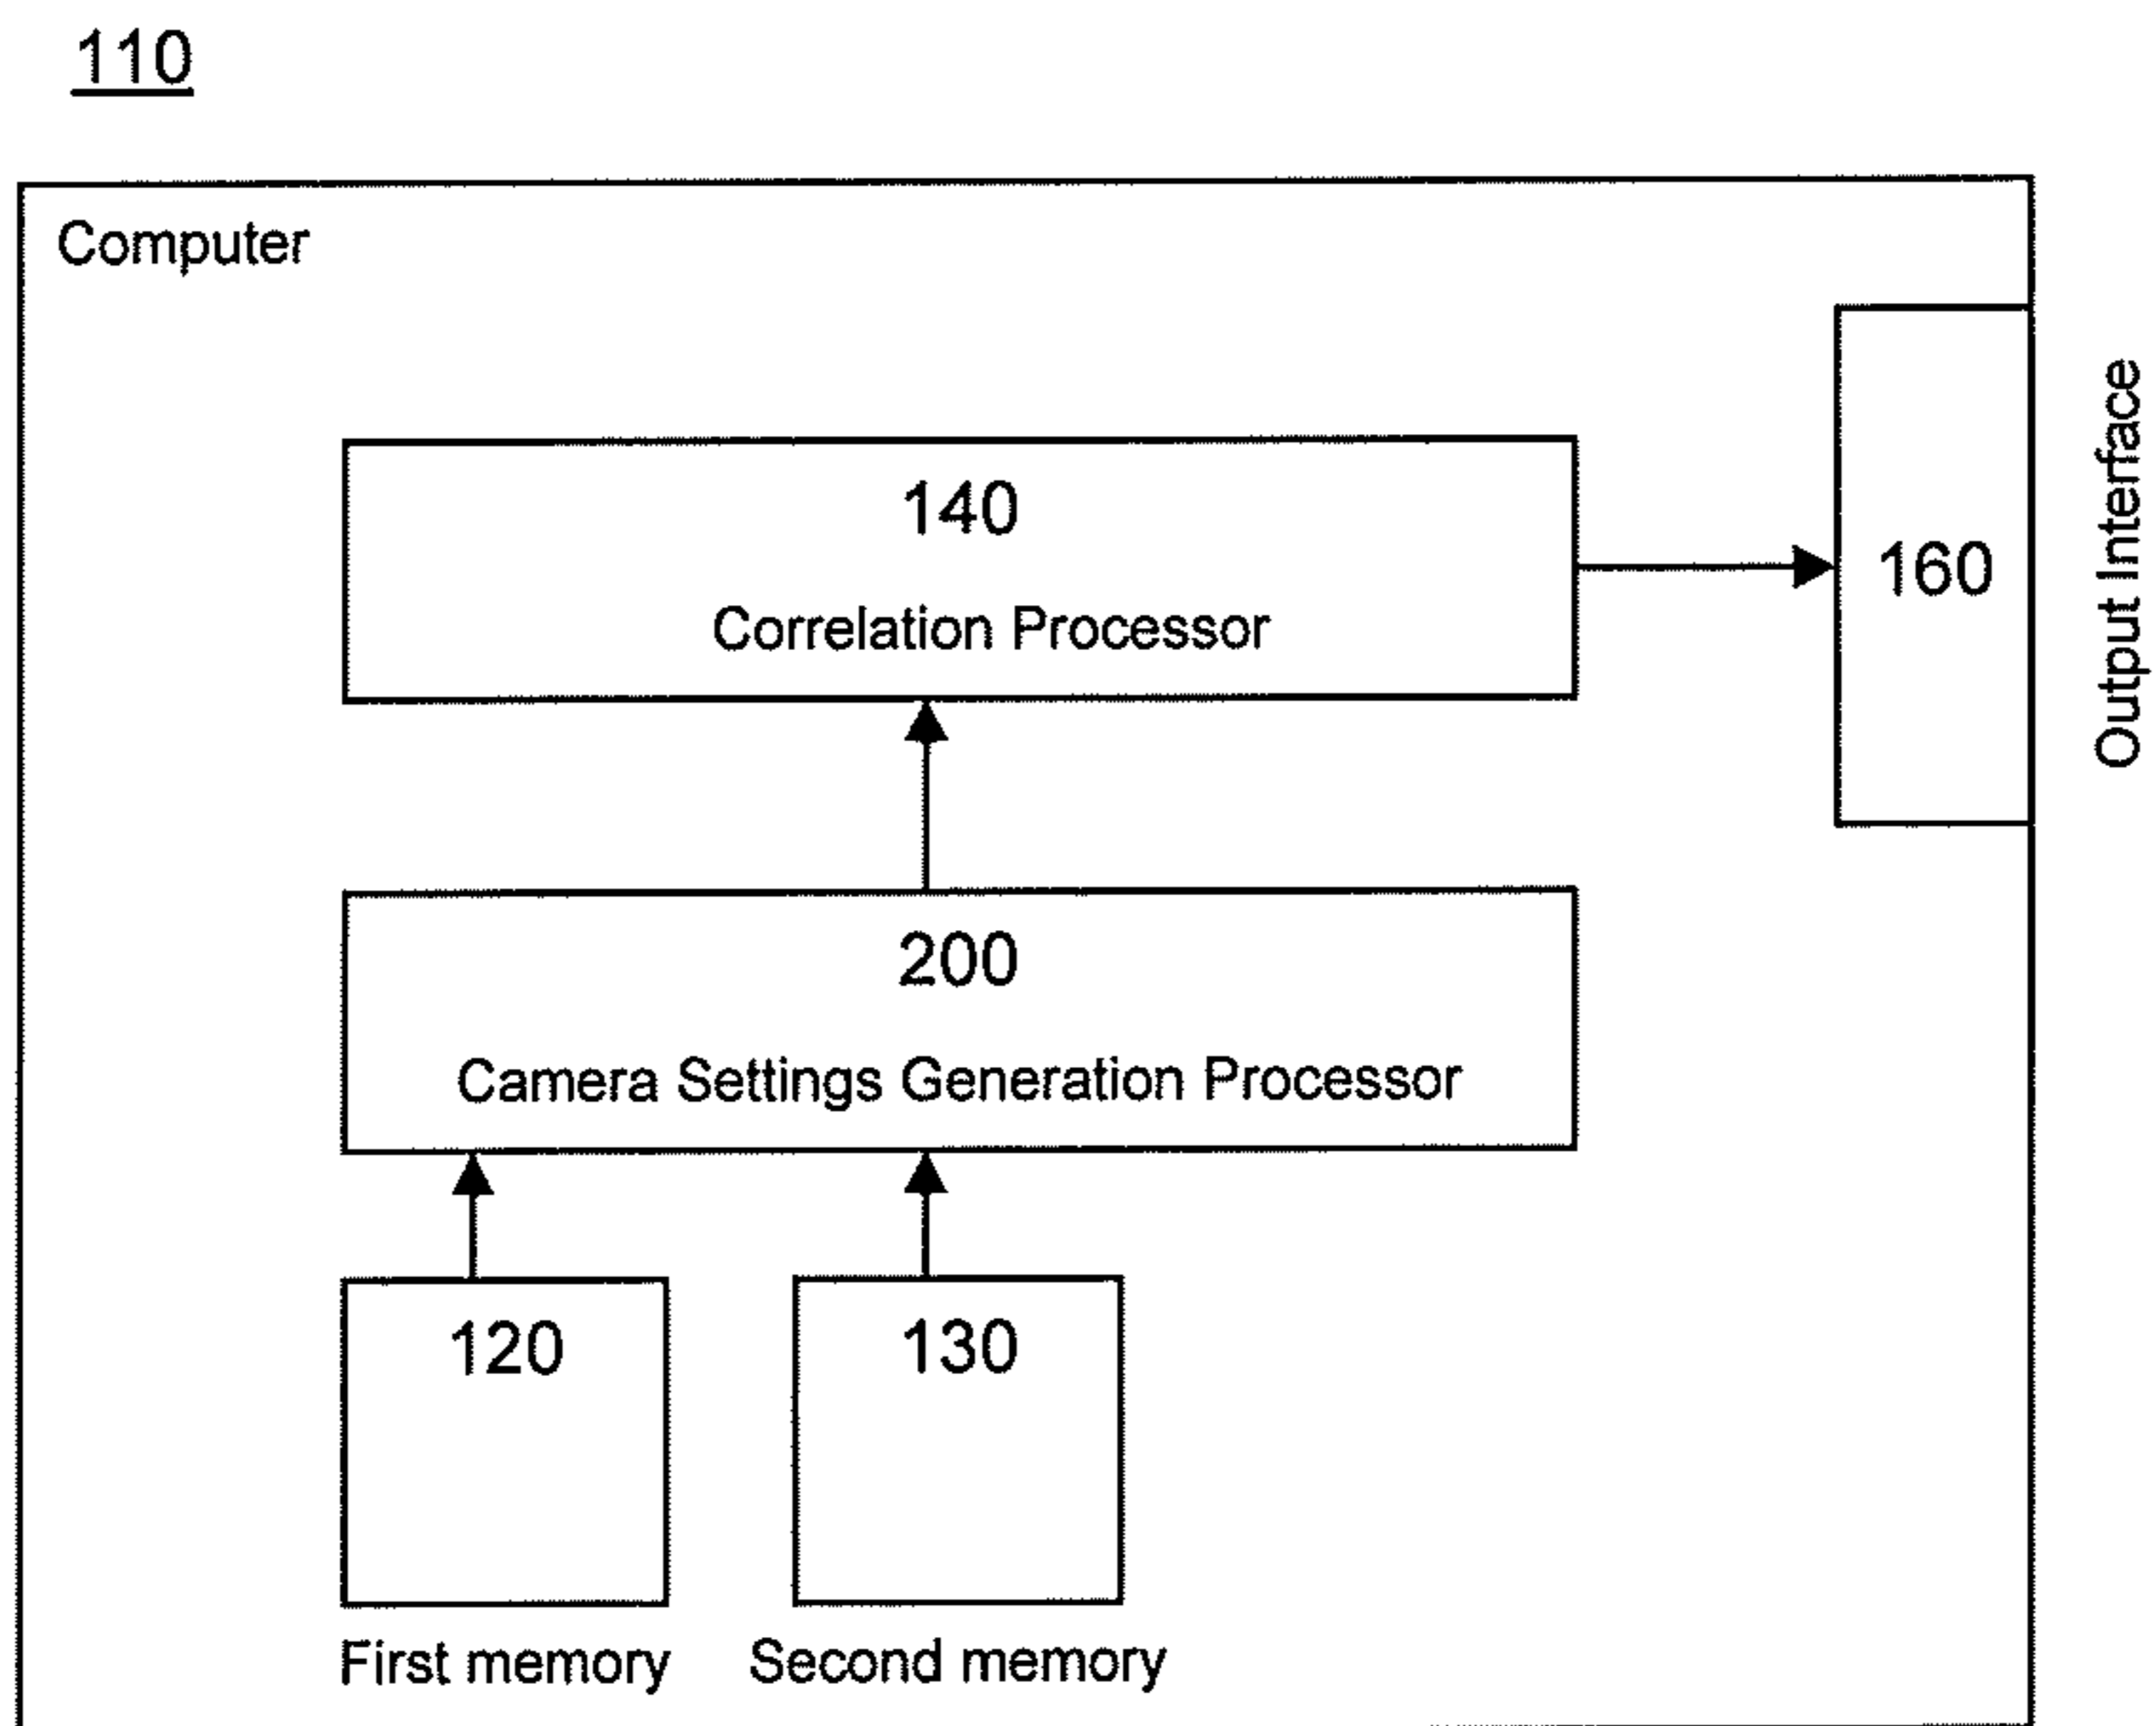 110
Computer
140
Correlation Processor
160
Output Interface
200
Camera Settings Generation Processor
120
130
First memory
Second memory